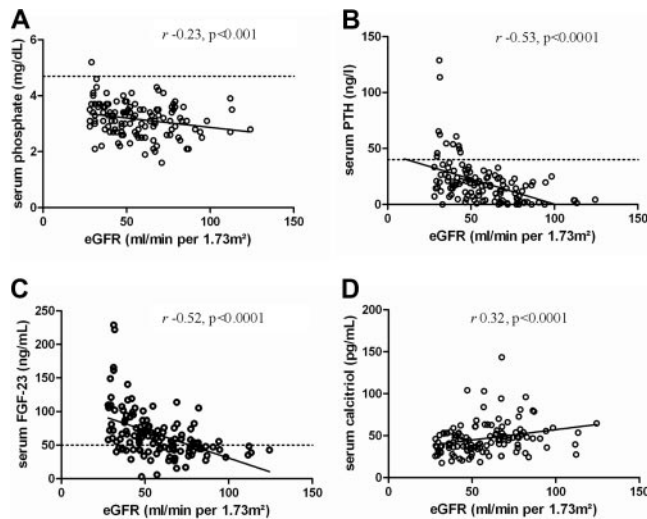 A
r -0.23, p<0.001
serum phosphate (mg/dL)
6
4
2
0
0 50 100 150
eGFR (ml/min per 1.73m²)
B
r -0.53, p<0.0001
serum PTH (ng/l)
150
100
50
0
0 50 100 150
eGFR (ml/min per 1.73m²)
C
r -0.52, p<0.0001
serum FGF-23 (ng/mL)
250
200
150
100
50
0
0 50 100 150
eGFR (ml/min per 1.73m²)
D
r 0.32, p<0.0001
serum calcitriol (pg/mL)
200
150
100
50
0
0 50 100 150
eGFR (ml/min per 1.73m²)